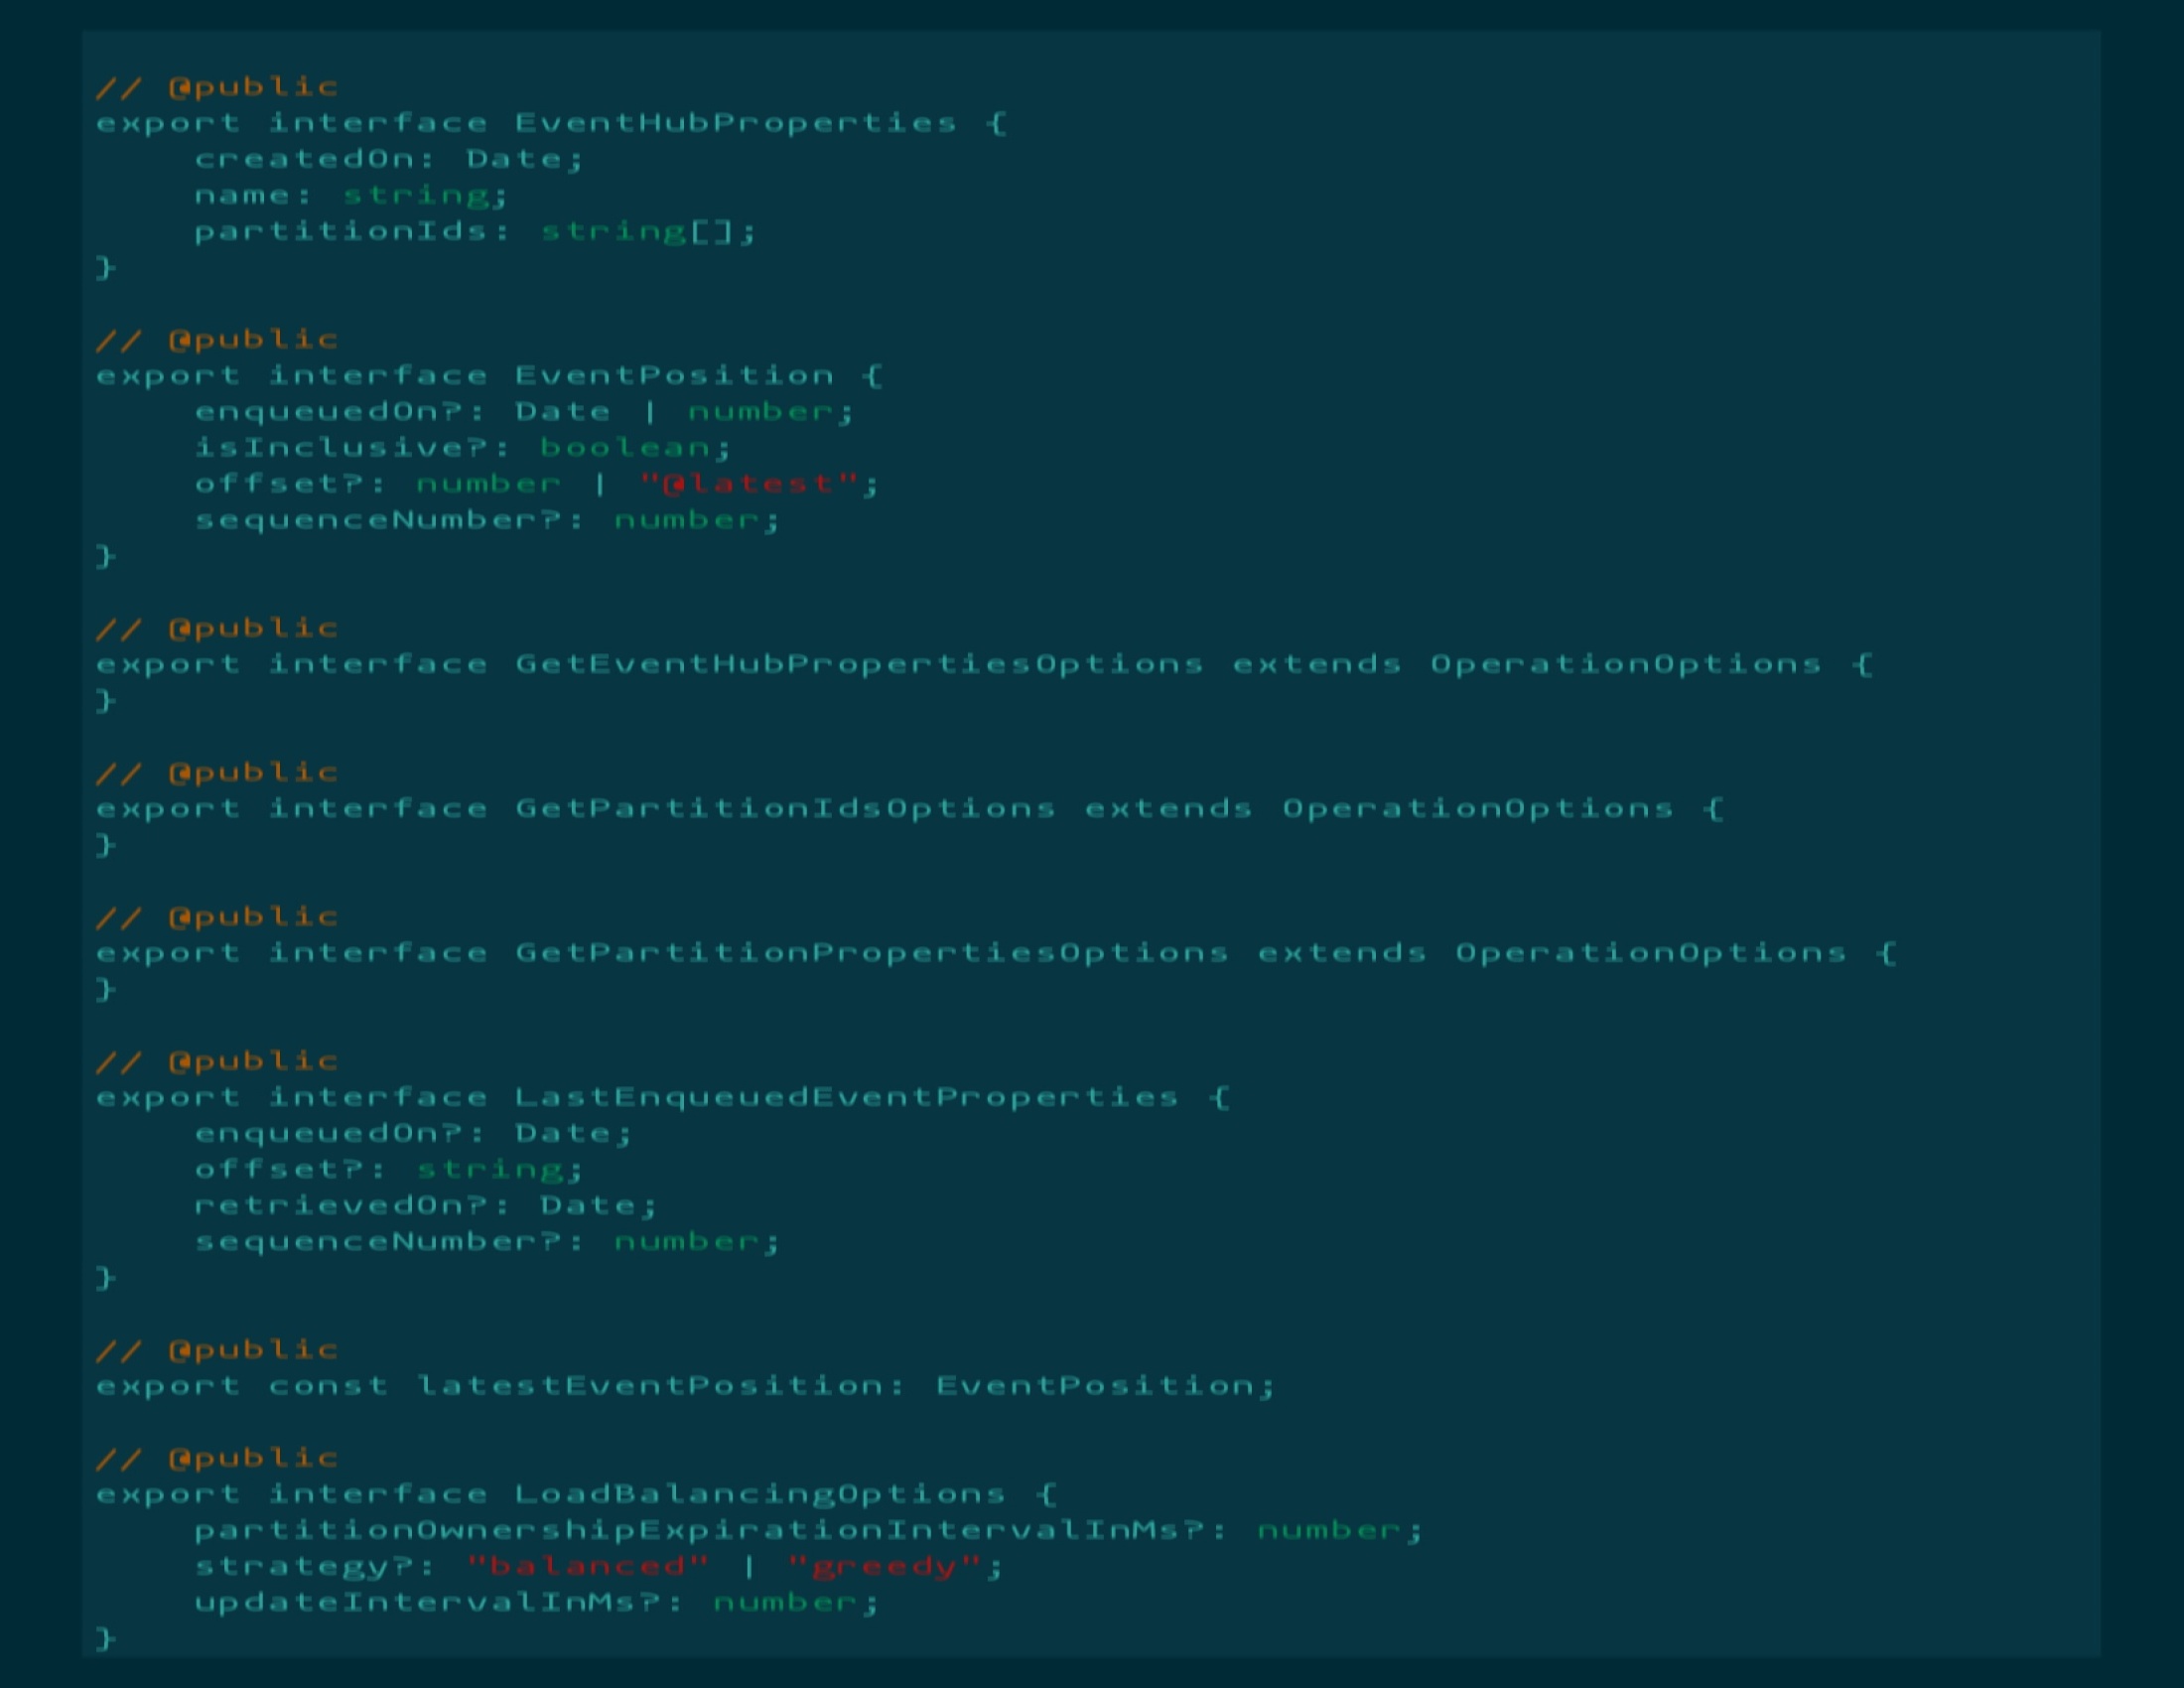 // @public
export interface EventHubProperties {
    createdOn: Date;
    name: string;
    partitionIds: string[];
}

// @public
export interface EventPosition {
    enqueuedOn?: Date | number;
    isInclusive?: boolean;
    offset?: number | "@latest";
    sequenceNumber?: number;
}

// @public
export interface GetEventHubPropertiesOptions extends OperationOptions {
}

// @public
export interface GetPartitionIdsOptions extends OperationOptions {
}

// @public
export interface GetPartitionPropertiesOptions extends OperationOptions {
}

// @public
export interface LastEnqueuedEventProperties {
    enqueuedOn?: Date;
    offset?: string;
    retrievedOn?: Date;
    sequenceNumber?: number;
}

// @public
export const latestEventPosition: EventPosition;

// @public
export interface LoadBalancingOptions {
    partitionOwnershipExpirationIntervalInMs?: number;
    strategy?: "balanced" | "greedy";
    updateIntervalInMs?: number;
}